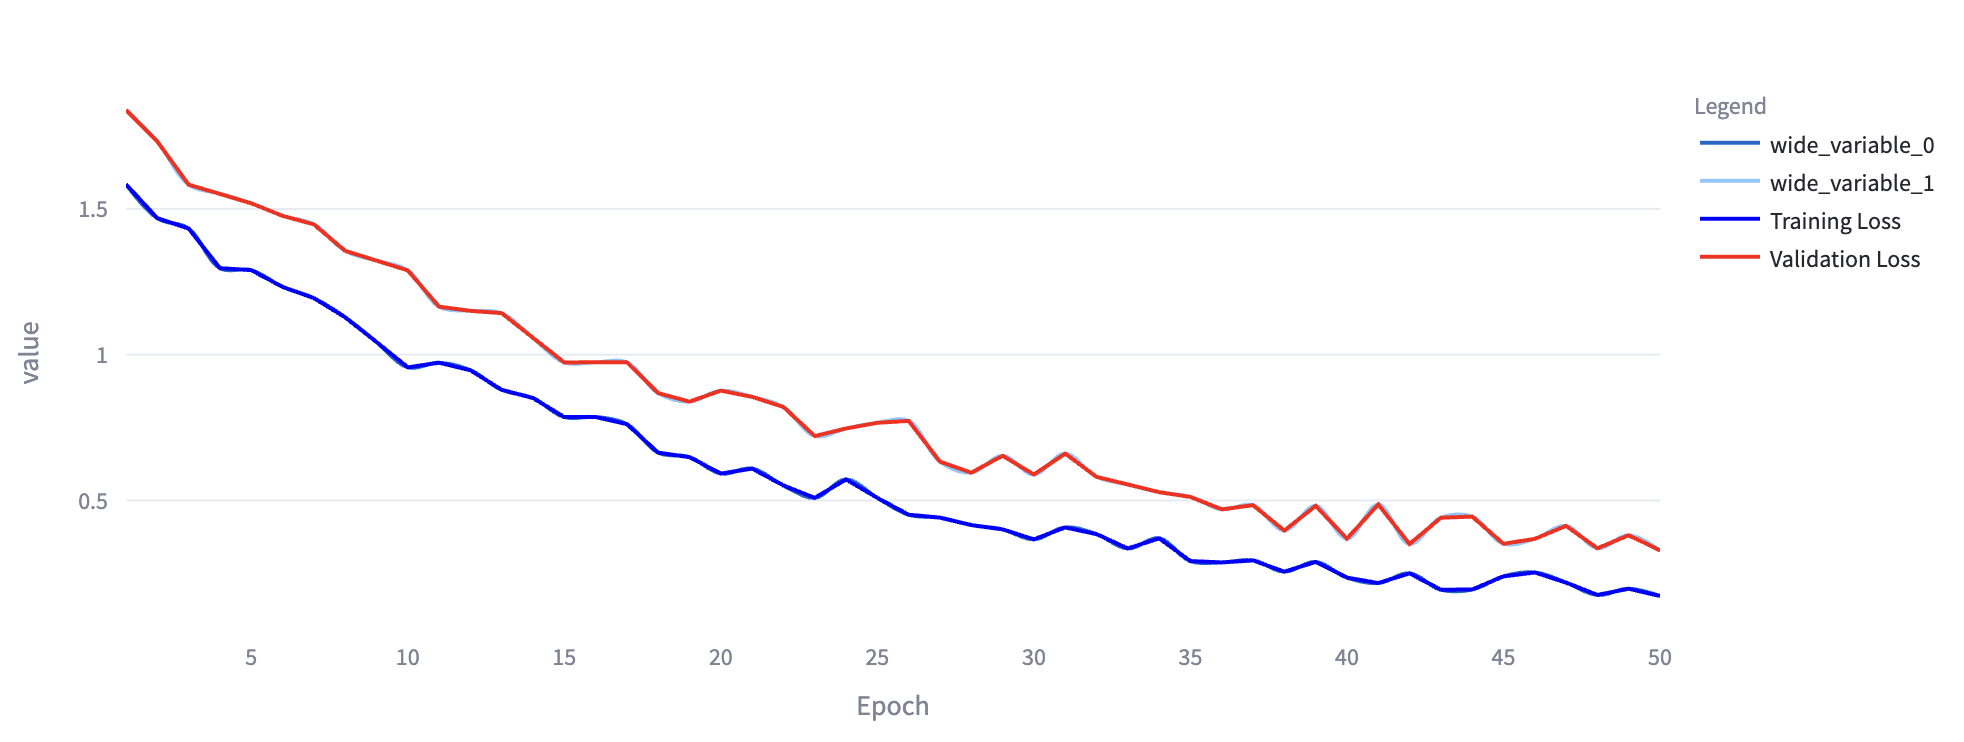 Legend
wide_variable_0
wide_variable_1
Training Loss
Validation Loss
value
1.5
1
0.5
5 10 15 20 25 30 35 40 45 50
Epoch